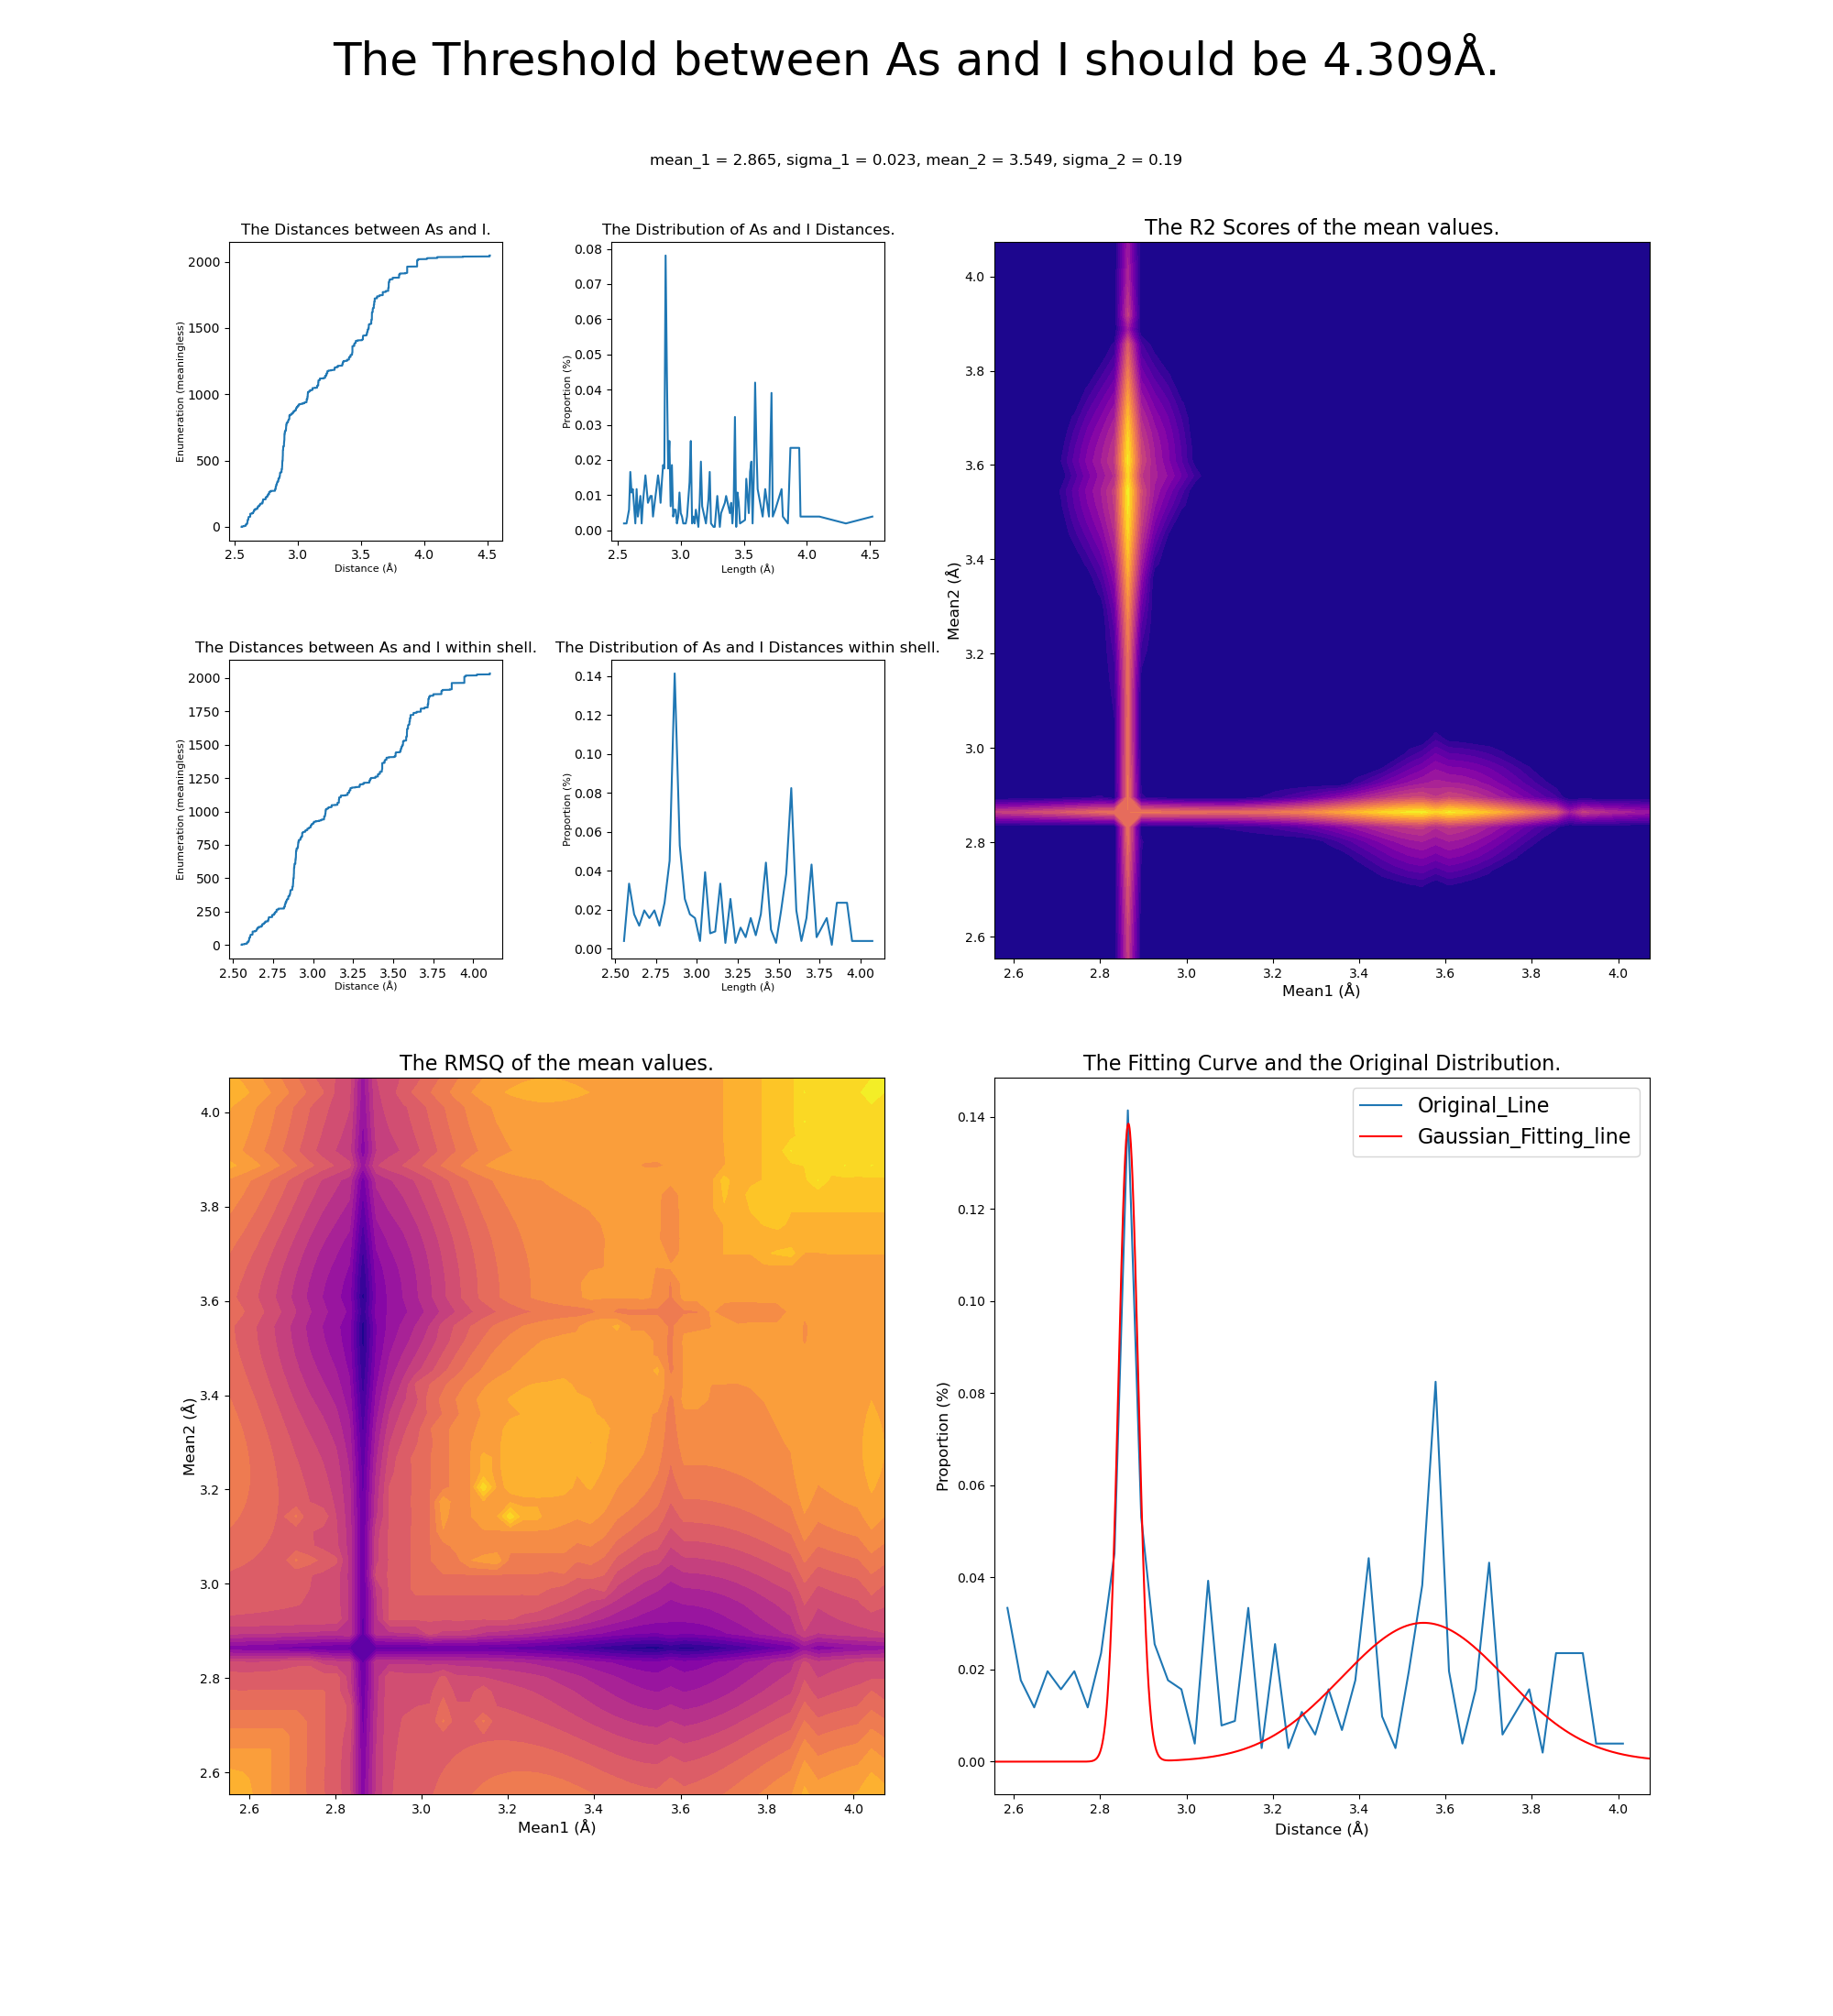 The Threshold between As and I should be 4.309Å.
mean_1 = 2.865, sigma_1 = 0.023, mean_2 = 3.549, sigma_2 = 0.19
The Distances between As and I.
Enumeration (meaningless)
2000
1500
1000
500
0
2.5 3.0 3.5 4.0 4.5
Distance (Å)
The Distribution of As and I Distances.
Proportion (%)
0.08
0.07
0.06
0.05
0.04
0.03
0.02
0.01
0.00
2.5 3.0 3.5 4.0 4.5
Length (Å)
The R2 Scores of the mean values.
Mean2 (Å)
4.0
3.8
3.6
3.4
3.2
3.0
2.8
2.6
2.6 2.8 3.0 3.2 3.4 3.6 3.8 4.0
Mean1 (Å)
The Distances between As and I within shell.
Enumeration (meaningless)
2000
1750
1500
1250
1000
750
500
250
0
2.50 2.75 3.00 3.25 3.50 3.75 4.00
Distance (Å)
The Distribution of As and I Distances within shell.
Proportion (%)
0.14
0.12
0.10
0.08
0.06
0.04
0.02
0.00
2.50 2.75 3.00 3.25 3.50 3.75 4.00
Length (Å)
The RMSQ of the mean values.
Mean2 (Å)
4.0
3.8
3.6
3.4
3.2
3.0
2.8
2.6
2.6 2.8 3.0 3.2 3.4 3.6 3.8 4.0
Mean1 (Å)
The Fitting Curve and the Original Distribution.
Original_Line
Gaussian_Fitting_line
Proportion (%)
0.14
0.12
0.10
0.08
0.06
0.04
0.02
0.00
2.6 2.8 3.0 3.2 3.4 3.6 3.8 4.0
Distance (Å)